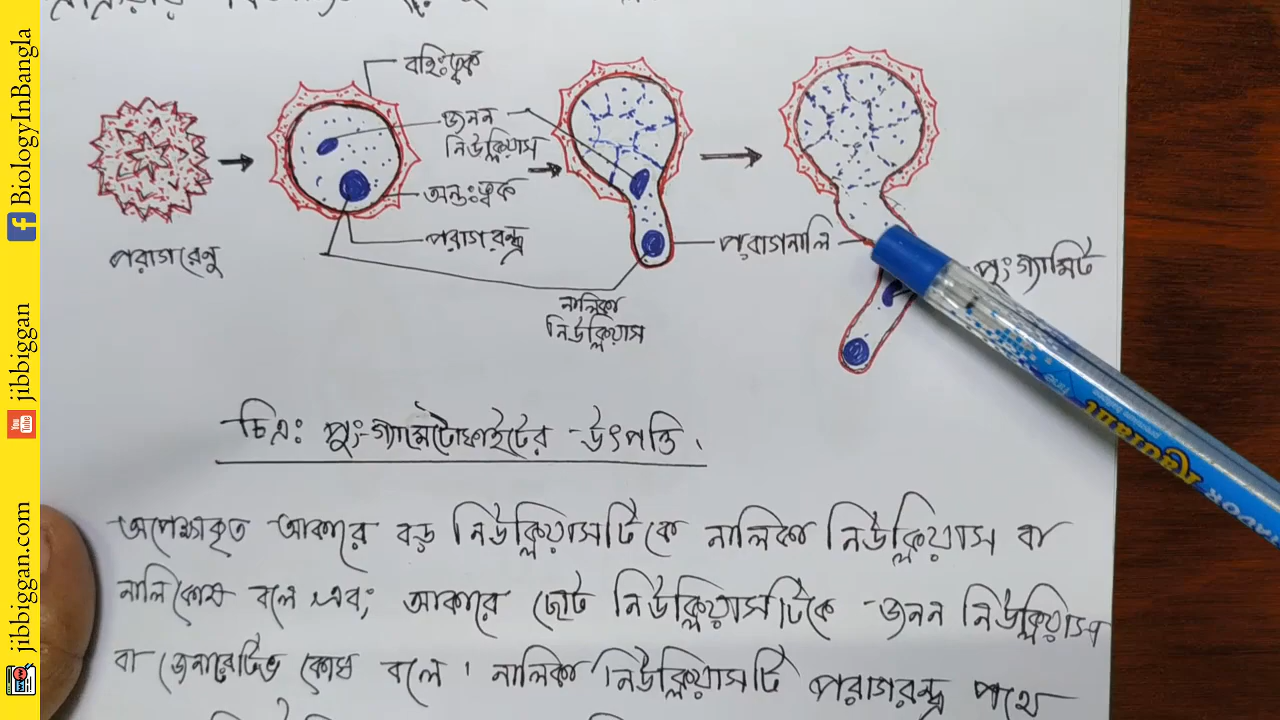 বহিঃত্বক
জনন
নিউক্লিয়াস
অন্তঃত্বক
পরাগরন্ধ্র
পরাগরেনু
পরাগনালি
পুংগ্যামিট
নালিকা
নিউক্লিয়াস
চিত্র: পুং-গ্যামেটোফাইটের উৎপত্তি।
অপেক্ষাকৃত আকারে বড় নিউক্লিয়াসটিকে নালিকা নিউক্লিয়াস বা
নালিকোষ বলে এবং আকারে ছোট নিউক্লিয়াসটিকে জনন নিউক্লিয়াস
বা জেনারেটিভ কোষ বলে। নালিকা নিউক্লিয়াসটি পরাগরন্ধ্র পথে
BiologyInBangla
jibbiggan
jibbiggan.com